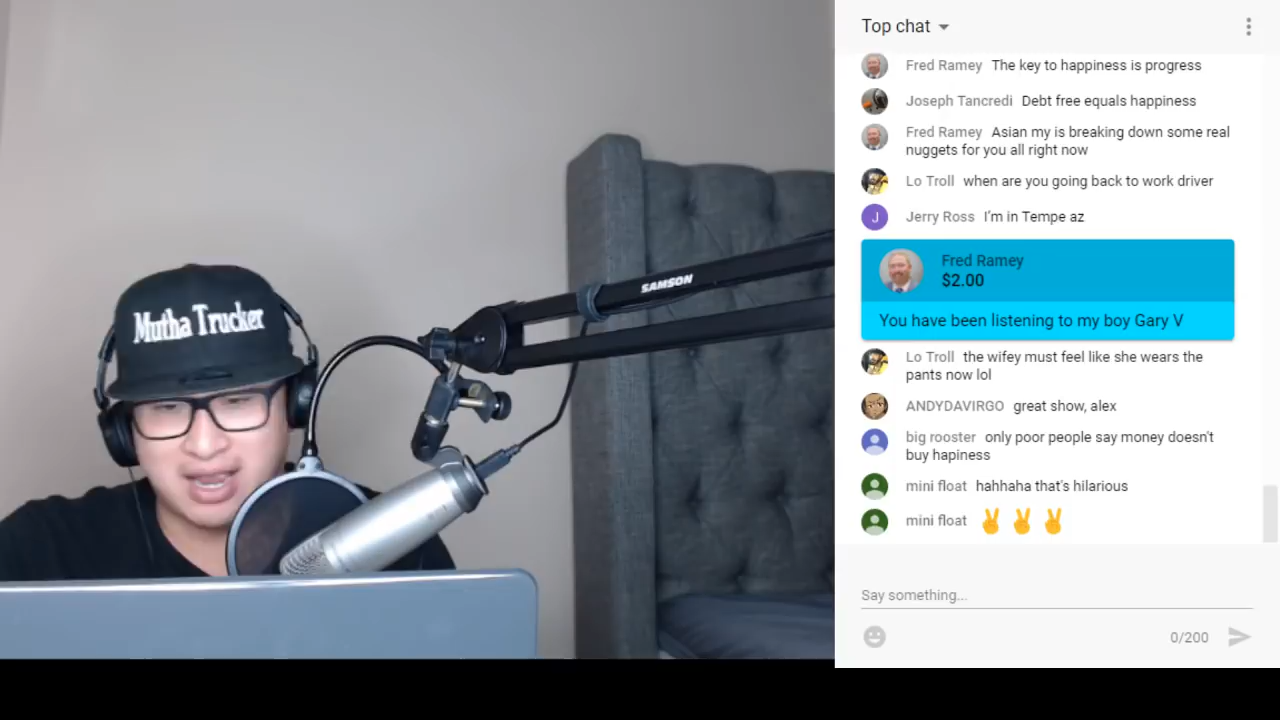 Mutha Trucker
SAMSON
Top chat
Fred Ramey The key to happiness is progress
Joseph Tancredi Debt free equals happiness
Fred Ramey Asian my is breaking down some real
nuggets for you all right now
Lo Troll when are you going back to work driver
J
Jerry Ross I'm in Tempe az
Fred Ramey
$2.00
You have been listening to my boy Gary V
Lo Troll the wifey must feel like she wears the
pants now lol
ANDYDAVIRGO great show, alex
big rooster only poor people say money doesn't
buy hapiness
mini float hahhaha that's hilarious
mini float ✌✌✌
Say something...
0/200